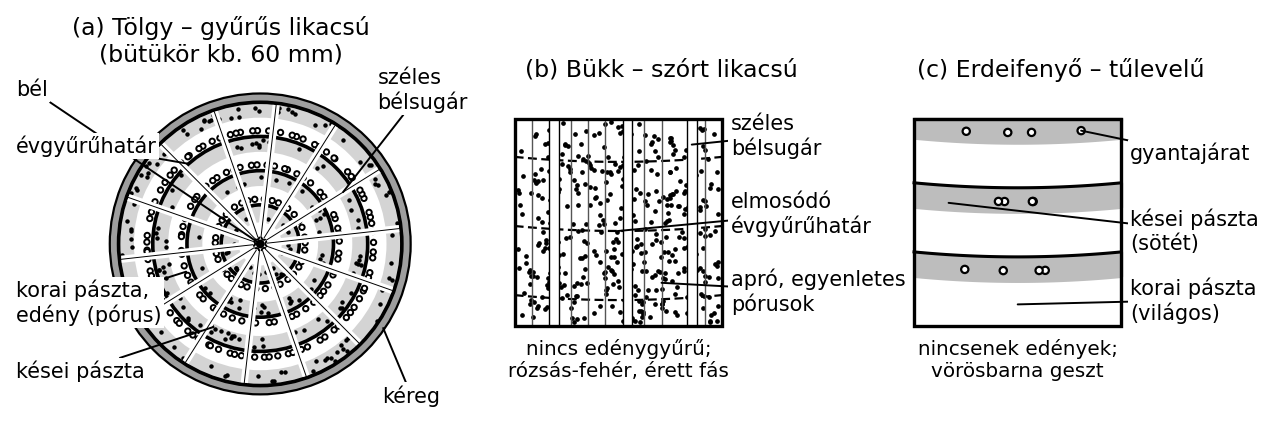 (a) Tölgy – gyűrűs likacsú
(bütükör kb. 60 mm)
bél
évgyűrűhatár
széles
bélsugár
korai pászta,
edény (pórus)
kései pászta
kéreg
(b) Bükk – szórt likacsú
széles
bélsugár
elmosódó
évgyűrűhatár
apró, egyenletes
pórusok
nincs edénygyűrű;
rózsás-fehér, érett fás
(c) Erdeifenyő – tűlevelű
gyantajárat
kései pászta
(sötét)
korai pászta
(világos)
nincsenek edények;
vörösbarna geszt